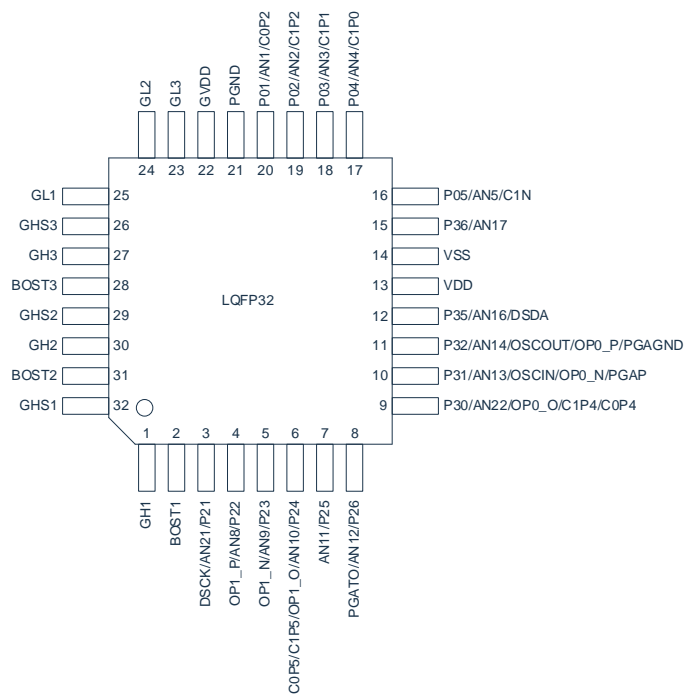 GL2
GL3
GVDD
PGND
P01/AN1/C0P2
P02/AN2/C1P2
P03/AN3/C1P1
P04/AN4/C1P0
24
23
22
21
20
19
18
17
GL1 25
GHS3 26
GH3 27
BOST3 28
GHS2 29
GH2 30
BOST2 31
GHS1 32
LQFP32
16 P05/AN5/C1N
15 P36/AN17
14 VSS
13 VDD
12 P35/AN16/DSDA
11 P32/AN14/OSCOUT/OP0_P/PGAGND
10 P31/AN13/OSCIN/OP0_N/PGAP
9 P30/AN22/OP0_O/C1P4/C0P4
1
2
3
4
5
6
7
8
GH1
BOST1
DSCK/AN21/P21
OP1_P/AN8/P22
OP1_N/AN9/P23
C0P5/C1P5/OP1_O/AN10/P24
AN11/P25
PGATO/AN12/P26